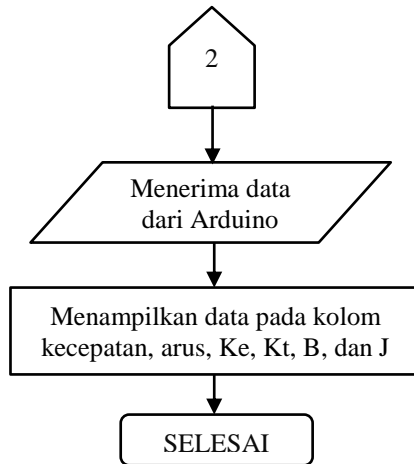 2
Menerima data
dari Arduino
Menampilkan data pada kolom
kecepatan, arus, Ke, Kt, B, dan J
SELESAI